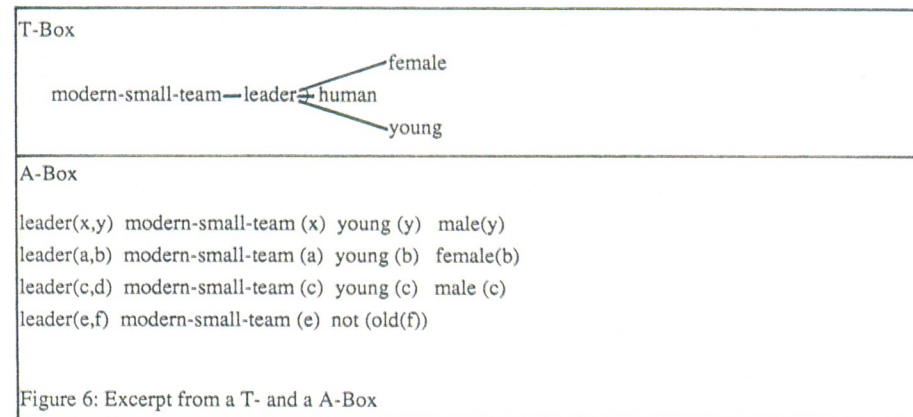 T-Box
female
modern-small-team leader human
young
A-Box
leader(x,y) modern-small-team (x) young (y) male(y)
leader(a,b) modern-small-team (a) young (b) female(b)
leader(c,d) modern-small-team (c) young (c) male (c)
leader(e,f) modern-small-team (e) not (old(f))
Figure 6: Excerpt from a T- and a A-Box